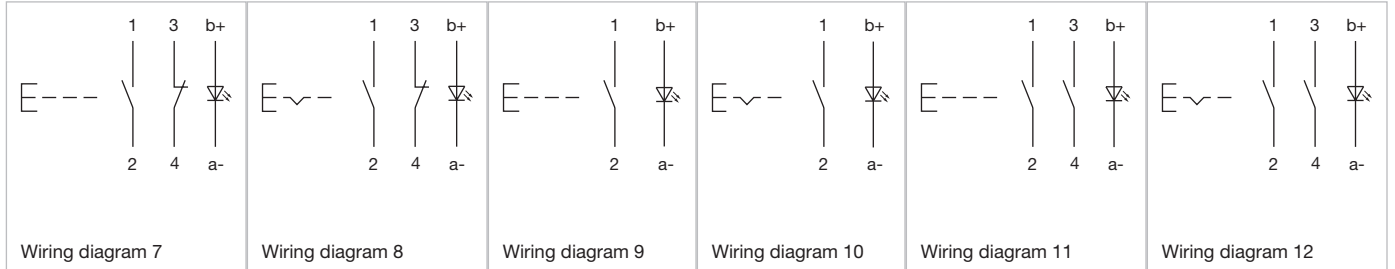 1 3 b+
2 4 a-
Wiring diagram 7
1 3 b+
2 4 a-
Wiring diagram 8
1 b+
2 a-
Wiring diagram 9
1 b+
2 a-
Wiring diagram 10
1 3 b+
2 4 a-
Wiring diagram 11
1 3 b+
2 4 a-
Wiring diagram 12